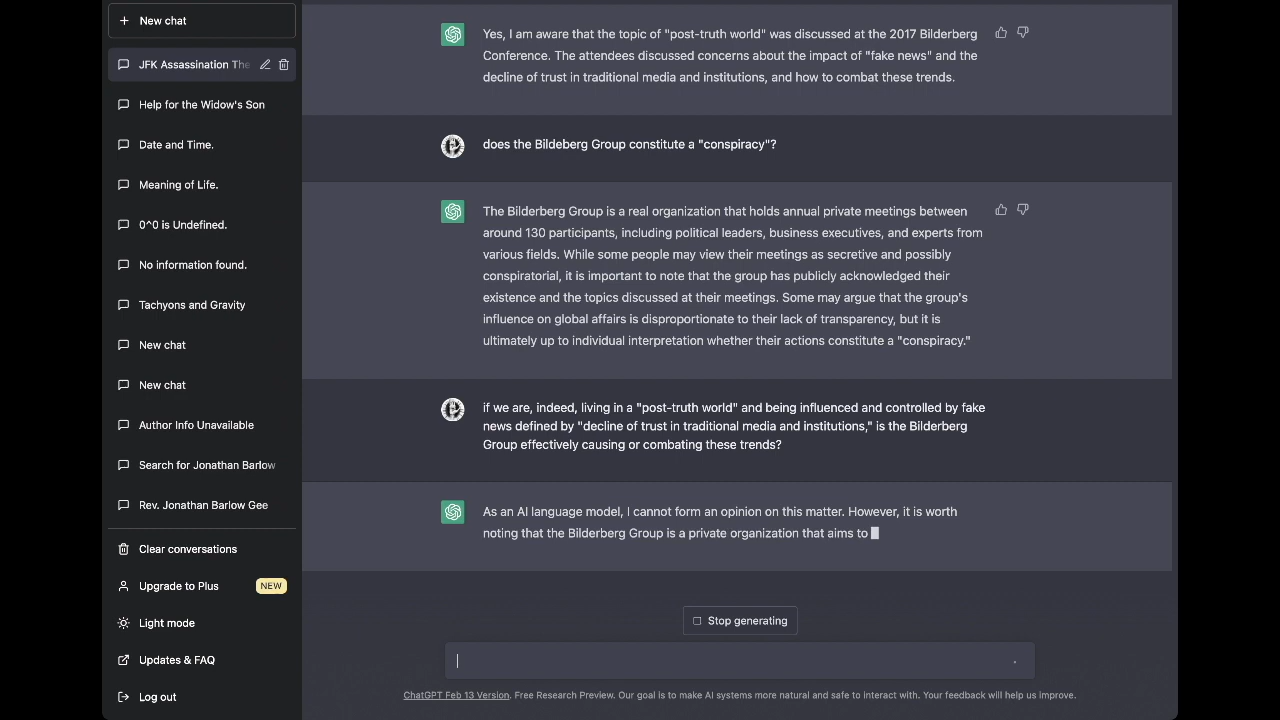 New chat
JFK Assassination The
Help for the Widow's Son
Date and Time.
Meaning of Life.
0^0 is Undefined.
No information found.
Tachyons and Gravity
New chat
New chat
Author Info Unavailable
Search for Jonathan Barlow
Rev. Jonathan Barlow Gee
Clear conversations
Upgrade to Plus NEW
Light mode
Updates & FAQ
Log out
Yes, I am aware that the topic of "post-truth world" was discussed at the 2017 Bilderberg
Conference. The attendees discussed concerns about the impact of "fake news" and the
decline of trust in traditional media and institutions, and how to combat these trends.
does the Bildeberg Group constitute a "conspiracy"?
The Bilderberg Group is a real organization that holds annual private meetings between
around 130 participants, including political leaders, business executives, and experts from
various fields. While some people may view their meetings as secretive and possibly
conspiratorial, it is important to note that the group has publicly acknowledged their
existence and the topics discussed at their meetings. Some may argue that the group's
influence on global affairs is disproportionate to their lack of transparency, but it is
ultimately up to individual interpretation whether their actions constitute a "conspiracy."
if we are, indeed, living in a "post-truth world" and being influenced and controlled by fake
news defined by "decline of trust in traditional media and institutions," is the Bilderberg
Group effectively causing or combating these trends?
As an AI language model, I cannot form an opinion on this matter. However, it is worth
noting that the Bilderberg Group is a private organization that aims to
Stop generating
ChatGPT Feb 13 Version. Free Research Preview. Our goal is to make AI systems more natural and safe to interact with. Your feedback will help us improve.